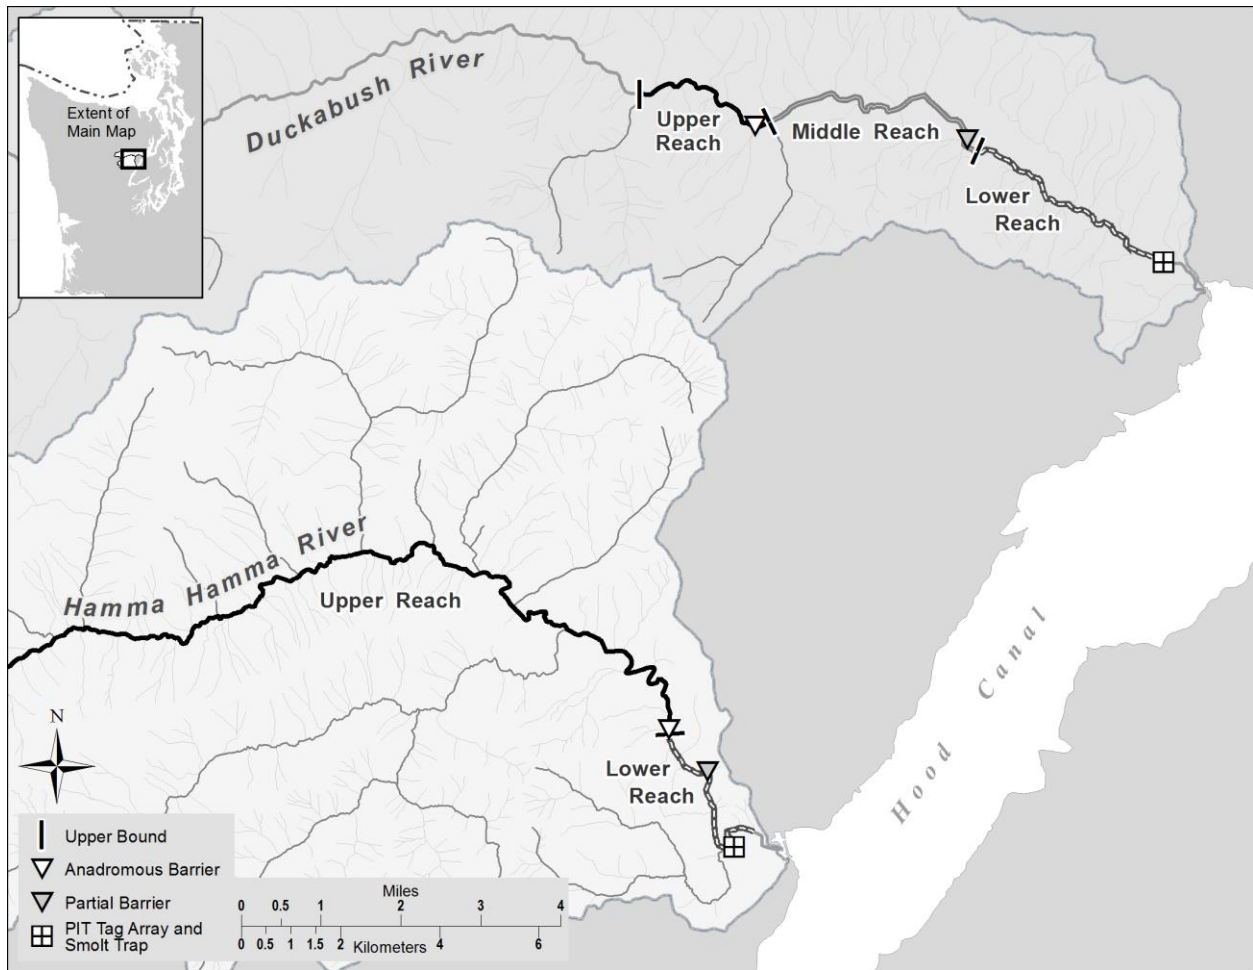 Extent of
Main Map
Duckabush River
Upper
Reach
Middle Reach
Lower
Reach
Hamma Hamma River
Upper Reach
Lower
Reach
Hood Canal
N
Upper Bound
Anadromous Barrier
Partial Barrier
PIT Tag Array and
Smolt Trap
Miles
0 0.5 1 2 3 4
0 0.5 1 1.5 2 4 6
Kilometers